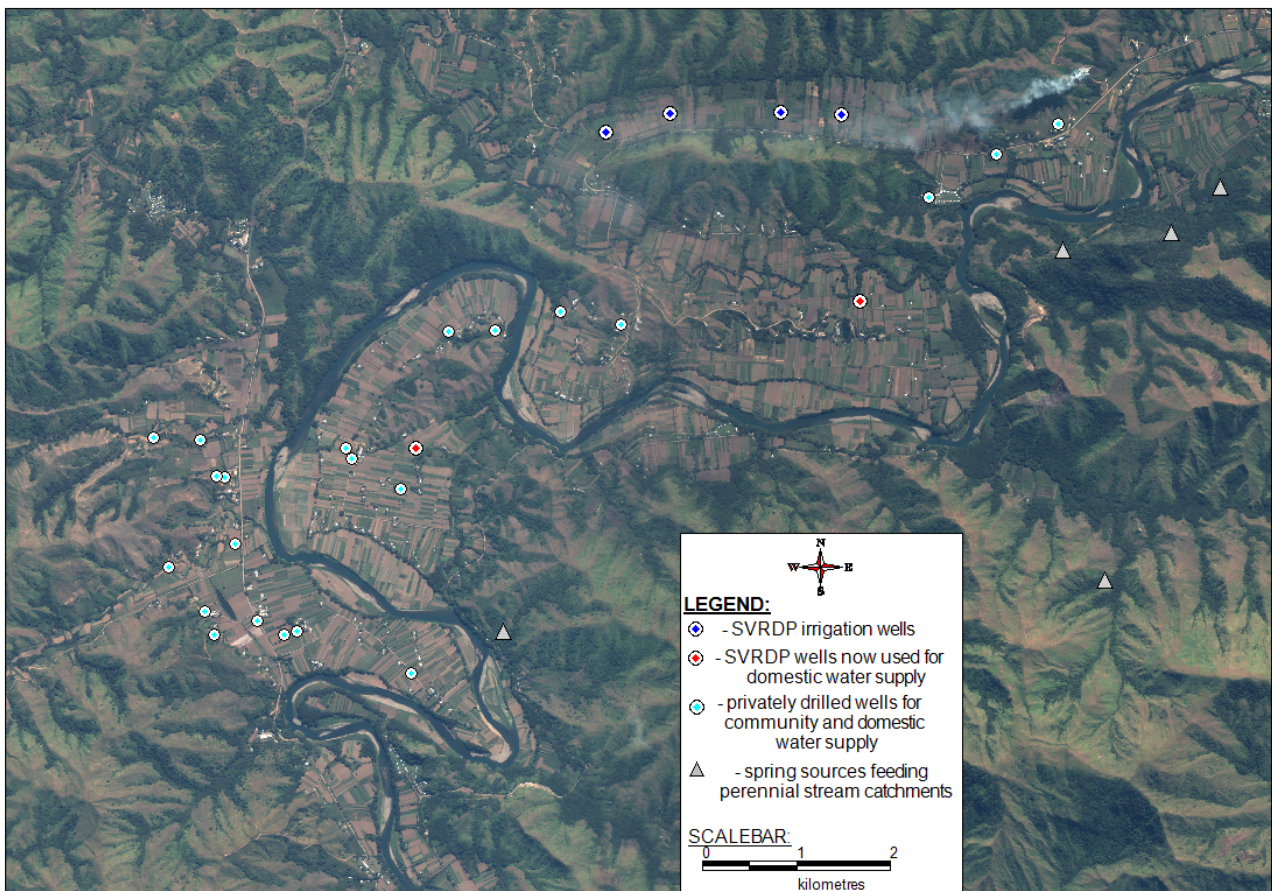 N
W E
S
LEGEND:
- SVRDP irrigation wells
- SVRDP wells now used for
domestic water supply
- privately drilled wells for
community and domestic
water supply
- spring sources feeding
perennial stream catchments
SCALEBAR:
0 1 2
kilometres